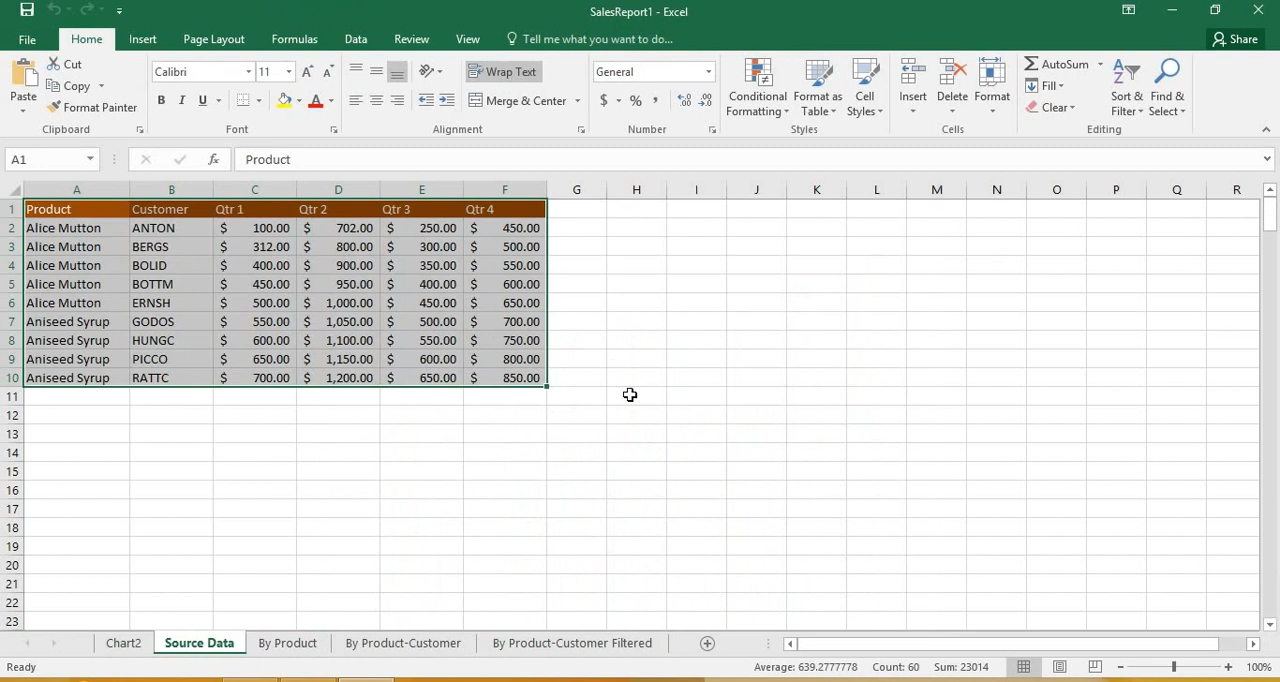 SalesReport1 - Excel
File Home Insert Page Layout Formulas Data Review View Tell me what you want to do... Share
Paste Cut Copy Format Painter Clipboard
Calibri 11 A A B I U A Font
Wrap Text Merge & Center Alignment
General $ % , Number
Conditional Formatting Format as Table Cell Styles Styles
Insert Delete Format Cells
AutoSum Fill Clear Sort & Filter Find & Select Editing
A1 fx Product
A B C D E F G H I J K L M N O P Q R
1 Product Customer Qtr 1 Qtr 2 Qtr 3 Qtr 4
2 Alice Mutton ANTON $ 100.00 $ 702.00 $ 250.00 $ 450.00
3 Alice Mutton BERGS $ 312.00 $ 800.00 $ 300.00 $ 500.00
4 Alice Mutton BOLID $ 400.00 $ 900.00 $ 350.00 $ 550.00
5 Alice Mutton BOTTM $ 450.00 $ 950.00 $ 400.00 $ 600.00
6 Alice Mutton ERNSH $ 500.00 $ 1,000.00 $ 450.00 $ 650.00
7 Aniseed Syrup GODOS $ 550.00 $ 1,050.00 $ 500.00 $ 700.00
8 Aniseed Syrup HUNGC $ 600.00 $ 1,100.00 $ 550.00 $ 750.00
9 Aniseed Syrup PICCO $ 650.00 $ 1,150.00 $ 600.00 $ 800.00
10 Aniseed Syrup RATTC $ 700.00 $ 1,200.00 $ 650.00 $ 850.00
11
12
13
14
15
16
17
18
19
20
21
22
23
Chart2 Source Data By Product By Product-Customer By Product-Customer Filtered
Ready Average: 639.2777778 Count: 60 Sum: 23014 100%